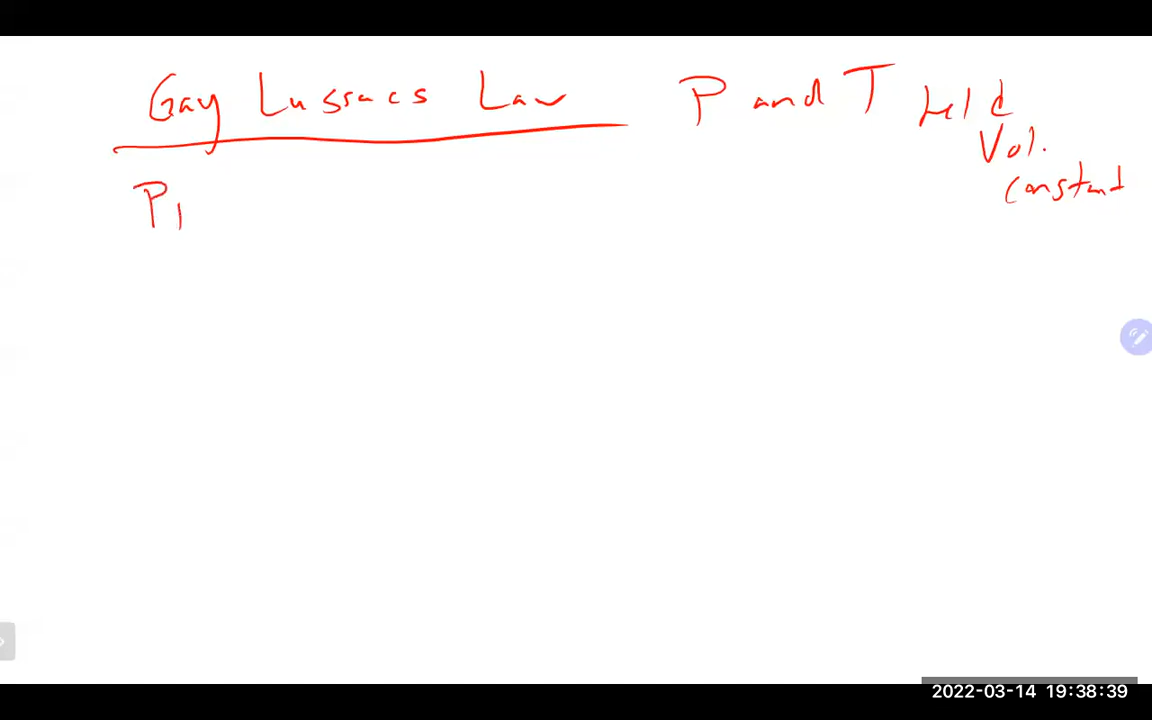 Gay Lussacs Law P and T Held
Vol.
constant
P1
2022-03-14 19:38:39